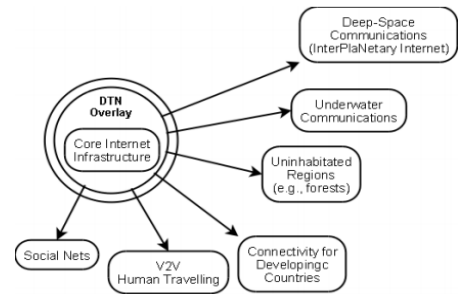 Deep-Space
Communications
(InterPlaNetary Internet)
DTN
Overlay
Core Internet
Infrastructure
Underwater
Communications
Uninhabitated
Regions
(e.g., forests)
Social Nets
V2V
Human Travelling
Connectivity for
Developingc
Countries